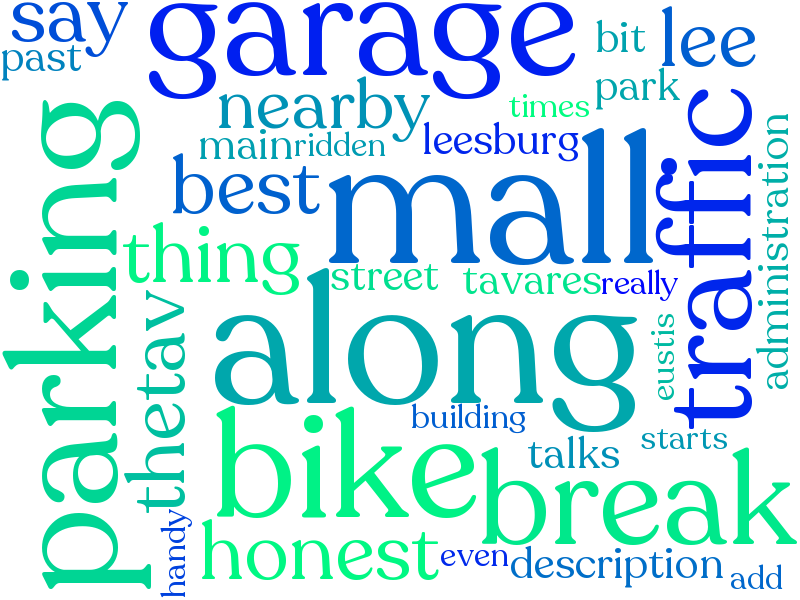 say
garage
bit
lee
past
nearby
times
park
main
ridden
leesburg
best
mall
traffic
administration
parking
thing
street
tavares
really
thetav
along
eustis
building
bike
talks
starts
break
handy
honest
even
description
add